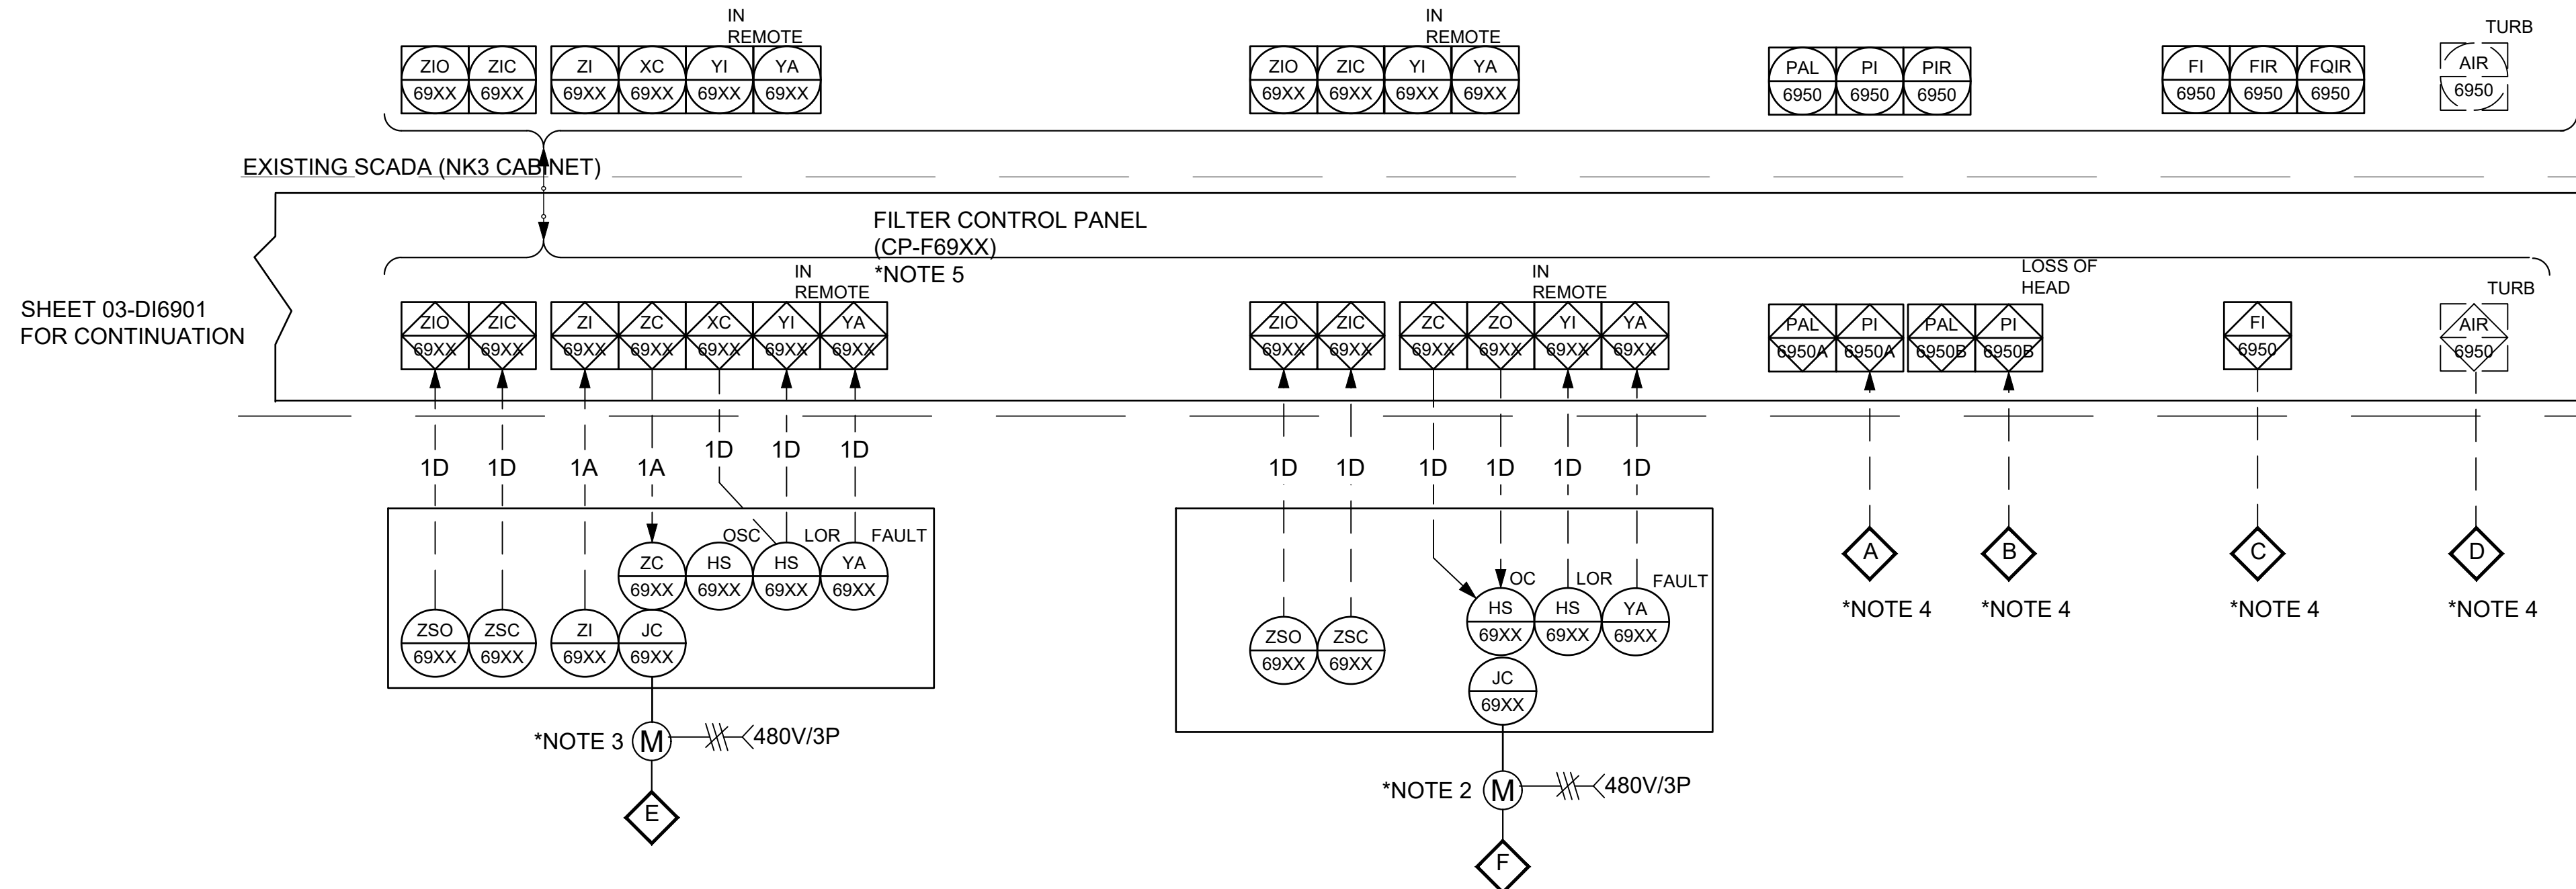 IN
REMOTE
ZIO ZIC ZI XC YI YA
69XX 69XX 69XX 69XX 69XX 69XX
IN
REMOTE
ZIO ZIC YI YA
69XX 69XX 69XX 69XX
PAL PI PIR
6950 6950 6950
FI FIR FQIR
6950 6950 6950
TURB
AIR
6950
EXISTING SCADA (NK3 CABINET)
FILTER CONTROL PANEL
(CP-F69XX)
*NOTE 5
SHEET 03-DI6901
FOR CONTINUATION
IN
REMOTE
ZIO ZIC ZI ZC XC YI YA
69XX 69XX 69XX 69XX 69XX 69XX 69XX
IN
REMOTE
ZIO ZIC ZC ZO YI YA
69XX 69XX 69XX 69XX 69XX 69XX
LOSS OF
HEAD
PAL PI PAL PI
6950A 6950A 6950B 6950B
FI
6950
TURB
AIR
6950
1D 1D 1A 1A 1D 1D 1D
1D 1D 1D 1D 1D 1D
OSC LOR FAULT
ZC HS HS YA
69XX 69XX 69XX 69XX
ZSO ZSC ZI JC
69XX 69XX 69XX 69XX
*NOTE 3 M 480V/3P
E
OC LOR FAULT
HS HS YA
69XX 69XX 69XX
ZSO ZSC
69XX 69XX
JC
69XX
*NOTE 2 M 480V/3P
F
A B C D
*NOTE 4 *NOTE 4 *NOTE 4 *NOTE 4